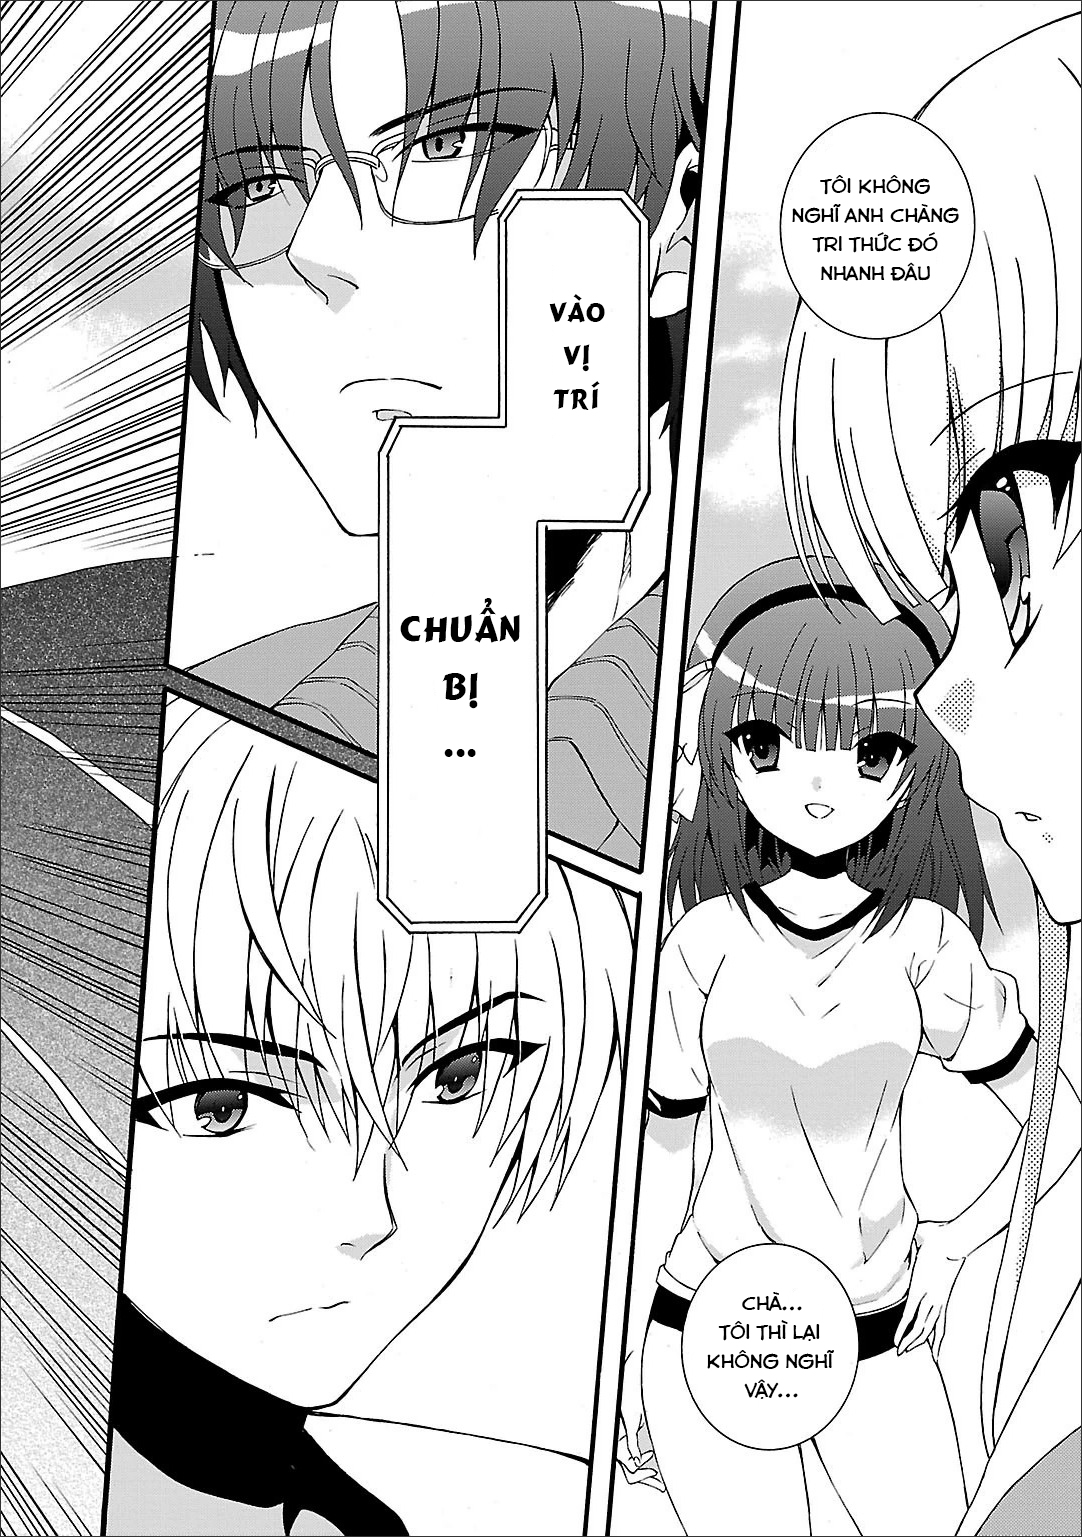 TÔI KHÔNG
NGHĨ ANH CHÀNG
TRI THỨC ĐÓ
NHANH ĐÂU
CHÀ...
TÔI THÌ LẠI
KHÔNG NGHĨ
VẬY...
VÀO
VỊ
TRÍ
CHUẨN
BỊ
...